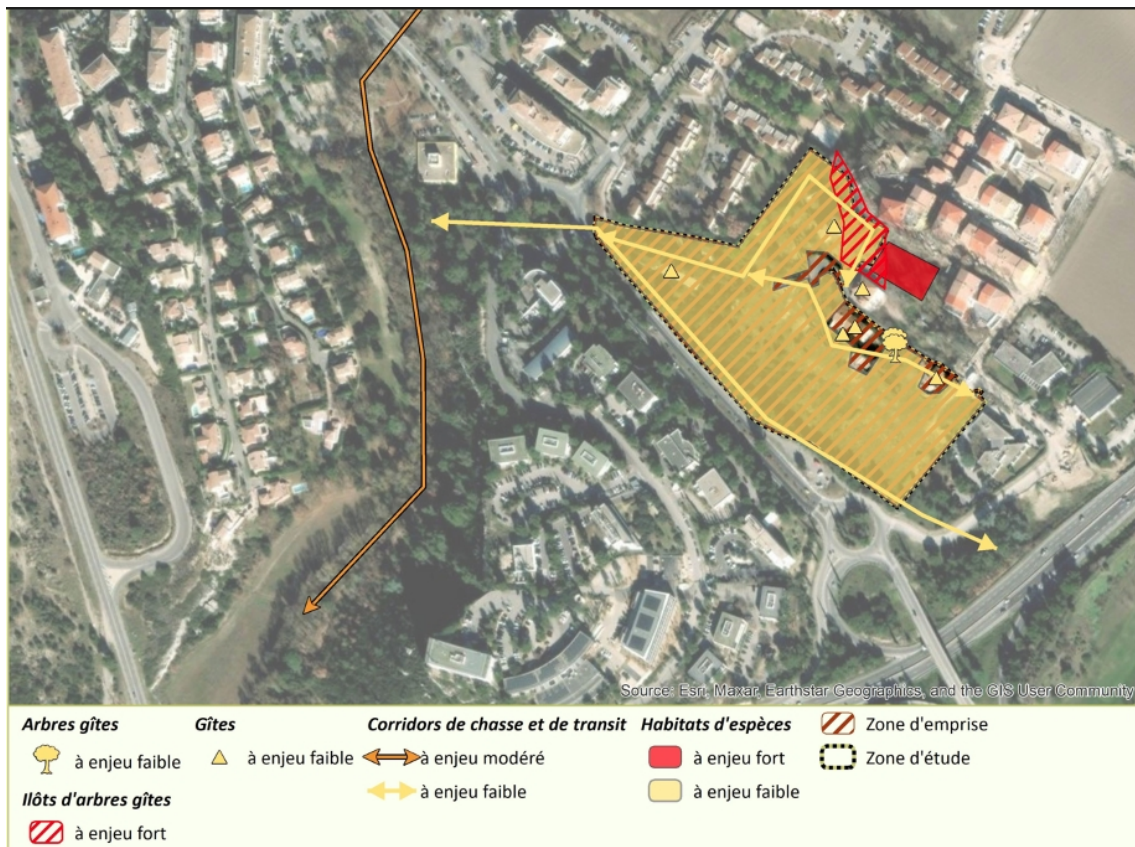 Source: Esri, Maxar, Earthstar Geographics, and the GIS User Community
Arbres gîtes
à enjeu faible
Ilôts d'arbres gîtes
à enjeu fort
Gîtes
à enjeu faible
Corridors de chasse et de transit
à enjeu modéré
à enjeu faible
Habitats d'espèces
à enjeu fort
à enjeu faible
Zone d'emprise
Zone d'étude